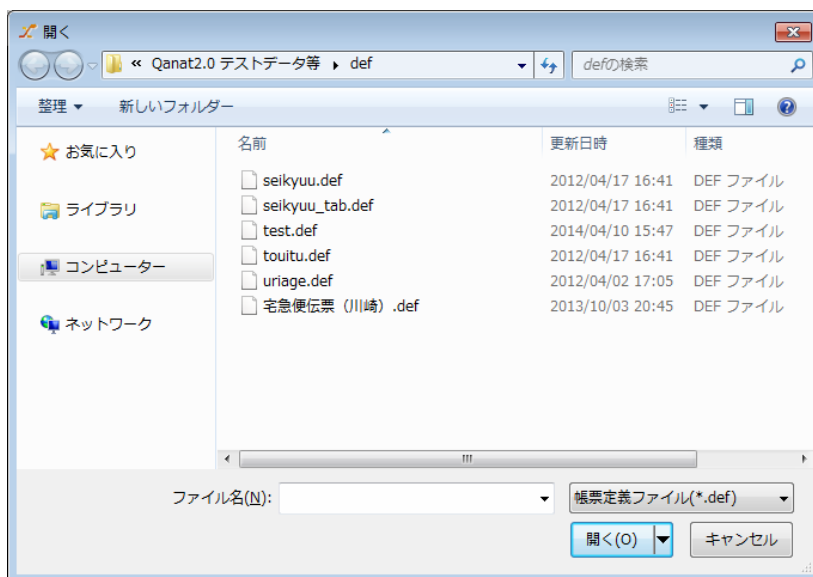 開く
« Qanat2.0 テストデータ等 ▸ def
defの検索
整理 ▼ 新しいフォルダー
お気に入り
ライブラリ
コンピューター
ネットワーク
名前 更新日時 種類
seikyuu.def 2012/04/17 16:41 DEF ファイル
seikyuu_tab.def 2012/04/17 16:41 DEF ファイル
test.def 2014/04/10 15:47 DEF ファイル
touitu.def 2012/04/17 16:41 DEF ファイル
uriage.def 2012/04/02 17:05 DEF ファイル
宅急便伝票（川崎）.def 2013/10/03 20:45 DEF ファイル
ファイル名(N): 帳票定義ファイル(*.def)
開く(O) キャンセル